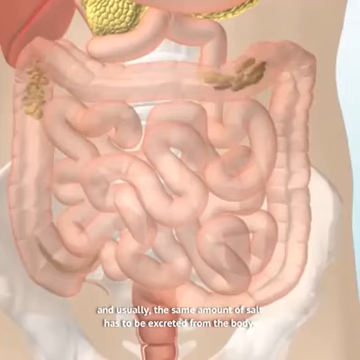 and usually, the same amount of salt
has to be excreted from the body.